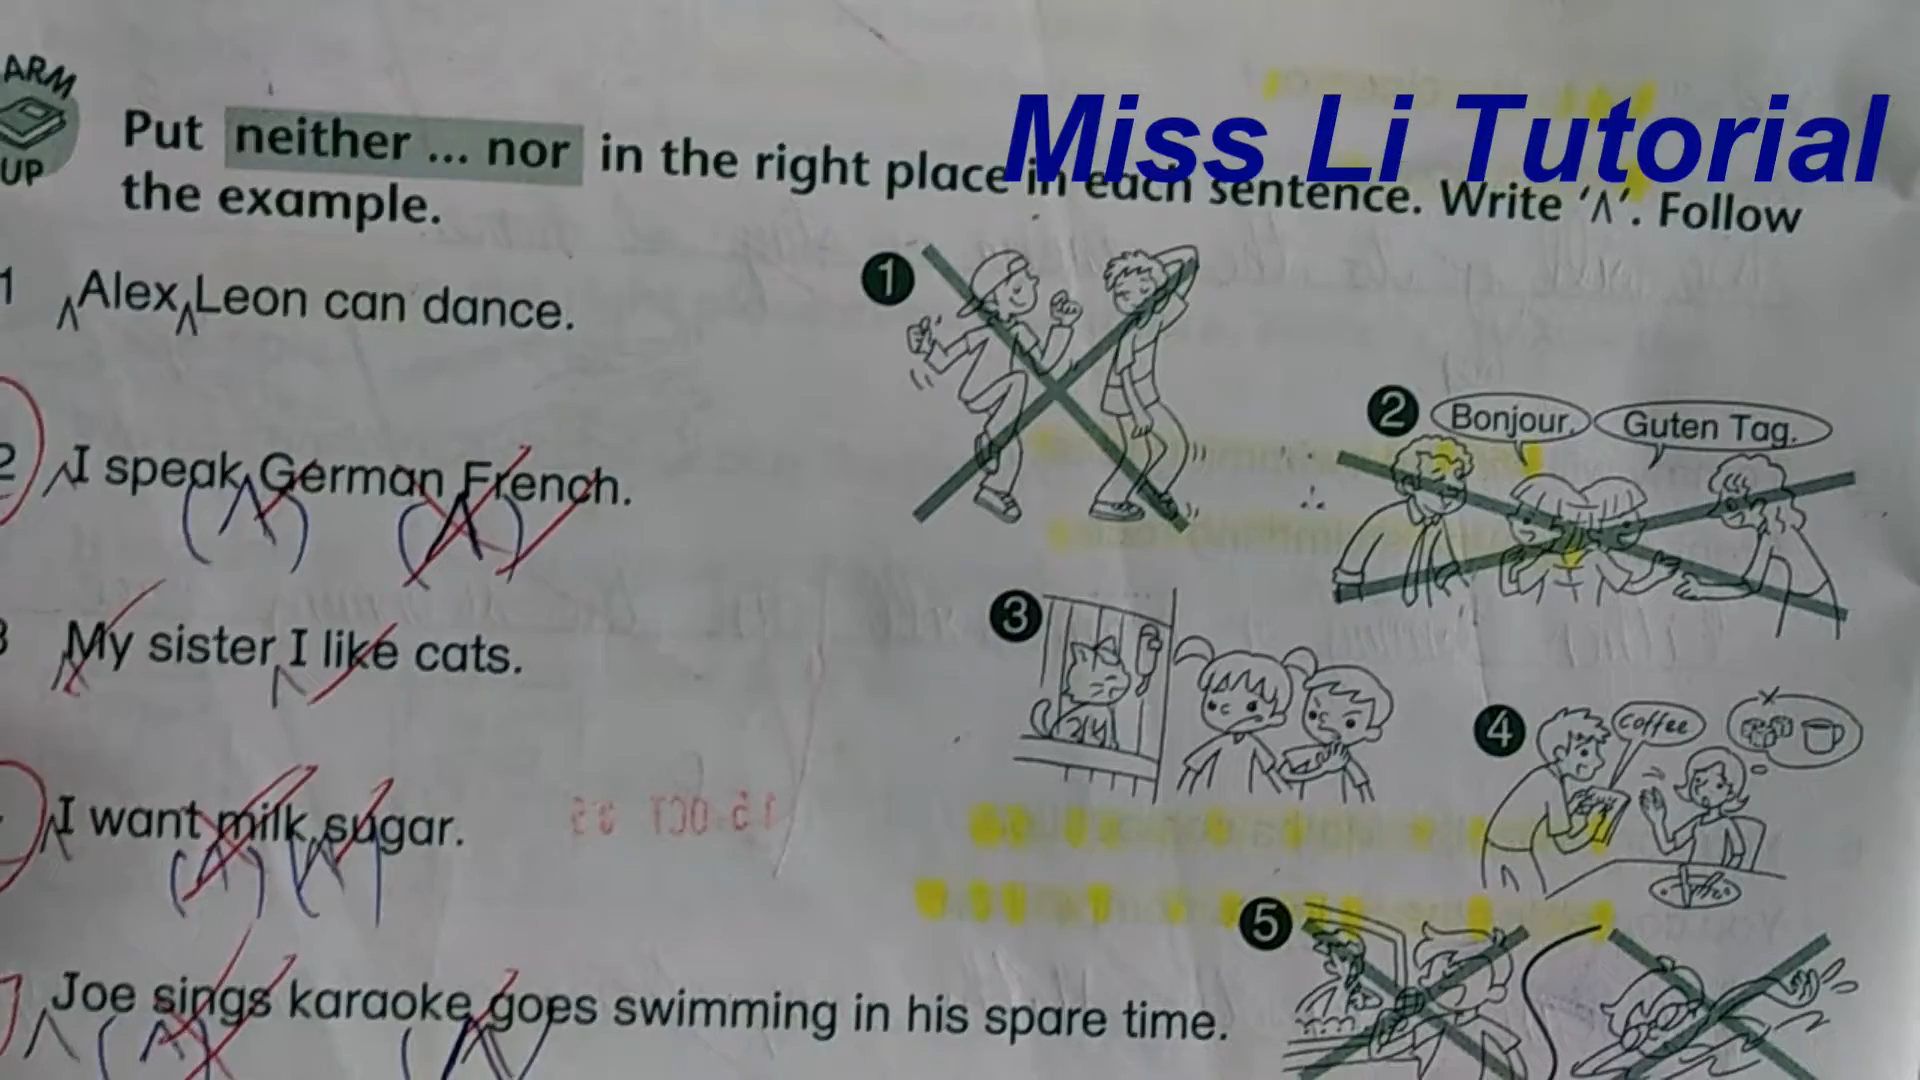 Miss Li Tutorial
ARM
UP
Put neither ... nor in the right place in each sentence. Write ‘∧’. Follow
the example.
1 ∧Alex∧Leon can dance.
2 ∧I speak∧German∧French.
(∧) (∧)
3 ∧My sister∧I like cats.
∧I want milk sugar.
(∧) (∧)
∧Joe sings karaoke goes swimming in his spare time.
(∧) (∧)
1
2 Bonjour. Guten Tag.
3
4 Coffee
5